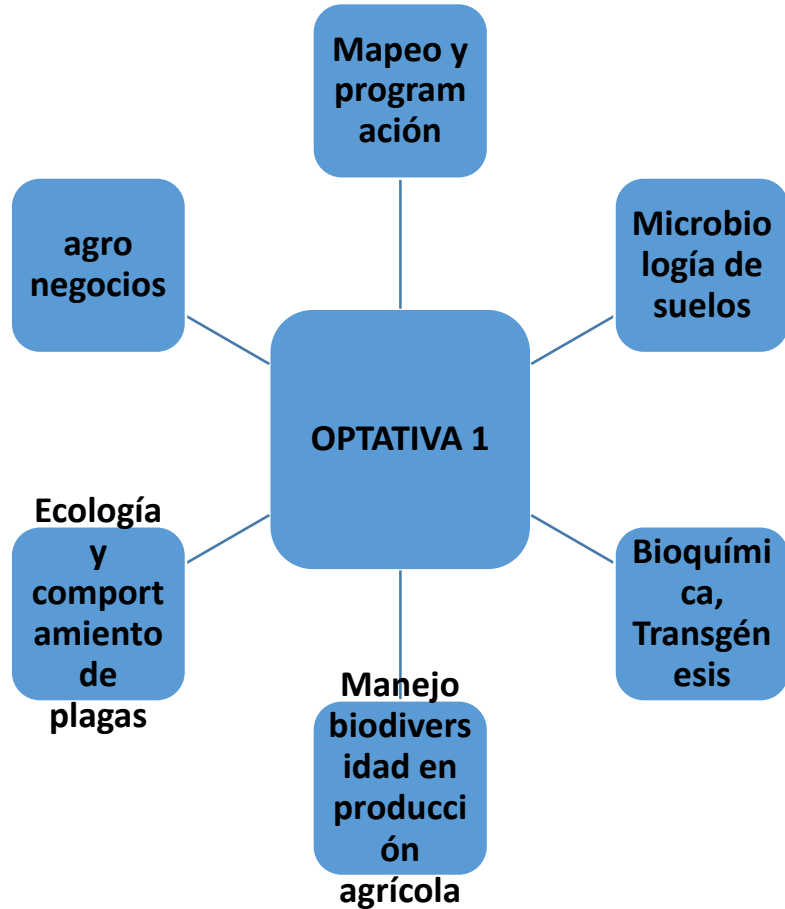 Mapeo y
program
ación
agro
negocios
Microbio
logía de
suelos
OPTATIVA 1
Ecología
y
comport
amiento
de
plagas
Bioquími
ca,
Transgén
esis
Manejo
biodivers
idad en
producci
ón
agrícola